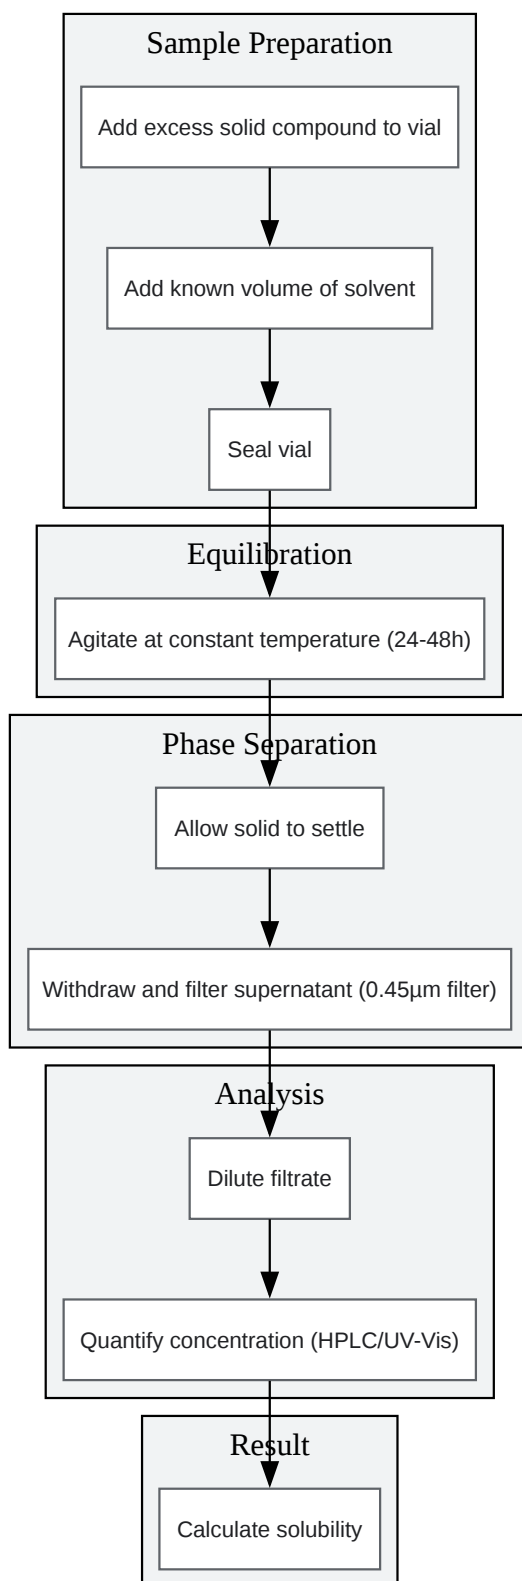 Sample Preparation
Add excess solid compound to vial
Add known volume of solvent
Seal vial
Equilibration
Agitate at constant temperature (24-48h)
Phase Separation
Allow solid to settle
Withdraw and filter supernatant (0.45µm filter)
Analysis
Dilute filtrate
Quantify concentration (HPLC/UV-Vis)
Result
Calculate solubility